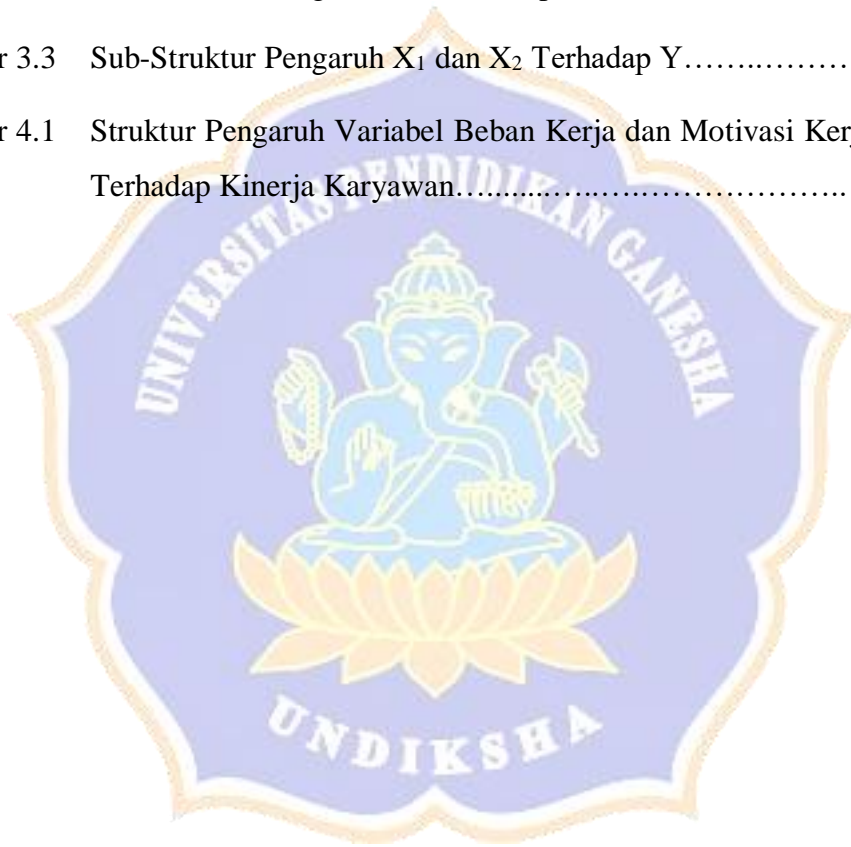 r 3.3 Sub-Struktur Pengaruh X₁ dan X₂ Terhadap Y……..………
r 4.1 Struktur Pengaruh Variabel Beban Kerja dan Motivasi Kerj
Terhadap Kinerja Karyawan….......…..….…………………..
UNIVERSITAS PENDIDIKAN GANESHA
UNDIKSHA